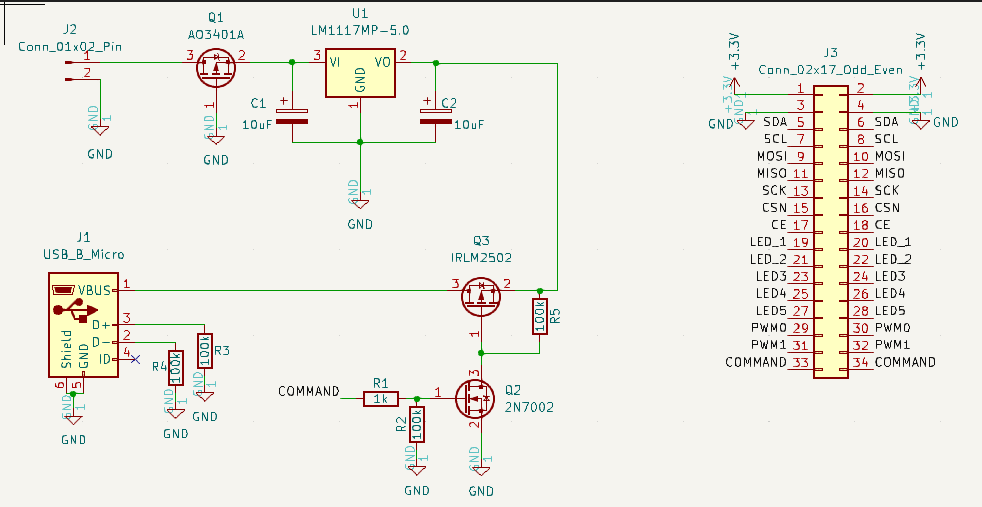 J2
Conn_01x02_Pin
1
2
GND
1
GND
Q1
AO3401A
3
2
1
GND
1
GND
U1
LM1117MP-5.0
3
VI
VO
2
GND
1
C1
10uF
C2
10uF
GND
1
GND
J3
Conn_02x17_Odd_Even
+3.3V
+3.3V
+3.3V
1
2
3
4
GND
GND
SDA 5
6 SDA
SCL 7
8 SCL
MOSI 9
10 MOSI
MISO 11
12 MISO
SCK 13
14 SCK
CSN 15
16 CSN
CE 17
18 CE
LED_1 19
20 LED_1
LED_2 21
22 LED_2
LED3 23
24 LED3
LED4 25
26 LED4
LED5 27
28 LED5
PWM0 29
30 PWM0
PWM1 31
32 PWM1
COMMAND 33
34 COMMAND
J1
USB_B_Micro
VBUS
1
D+
3
D-
2
ID
4
Shield
GND
6
5
GND
1
GND
R4
100k
GND
1
GND
R3
100k
GND
1
GND
Q3
IRLM2502
3
2
1
R5
100k
COMMAND
R1
1k
1
3
2
Q2
2N7002
R2
100k
GND
1
GND
GND
1
GND